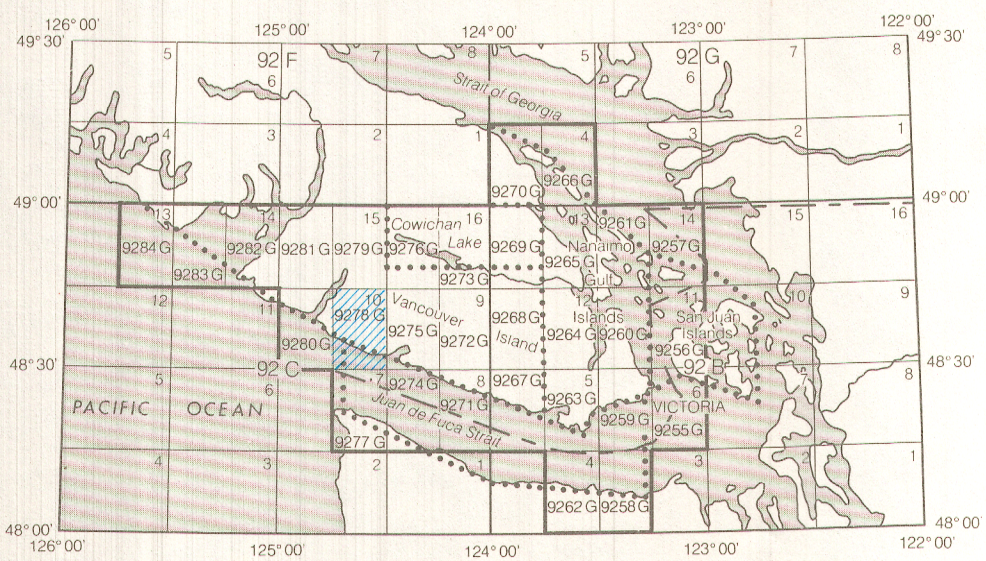 126°00' 125°00' 124°00' 123°00' 122°00'
49°30' 49°30'
5 92 F 7 8 5 92 G 7 8
6 6
Strait of Georgia
4 3 2 1 4 3 2 1
9270 G 9266 G
49°00' 49°00'
13 14 15 16 13 9261 G 14 15 16
Cowichan
Lake
9284 G 9282 G 9281 G 9279 G 9276 G 9269 G Nanaimo 9257 G
9283 G 9273 G 9265 G
Gulf
12 11 10 9 12 11 10 9
9278 G Vancouver 9268 G Islands San Juan
Islands
9280 G 9275 G 9272 G Island 9264 G 9260 G 9256 G
48°30' 48°30'
92 C 92 B
5 6 7 9274 G 8 9267 G 5 6 7 8
PACIFIC OCEAN
9271 G 9263 G VICTORIA
Juan de Fuca Strait
9277 G 9259 G 9255 G
4 3 2 1 4 3 2 1
9262 G 9258 G
48°00' 48°00'
126°00' 125°00' 124°00' 123°00' 122°00'